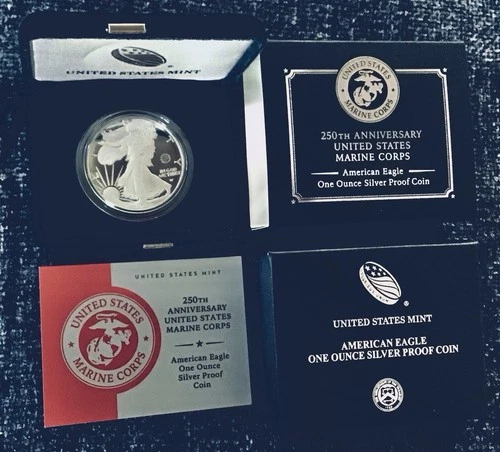 UNITED STATES MINT
UNITED STATES
MARINE CORPS
250TH ANNIVERSARY
UNITED STATES
MARINE CORPS
American Eagle
One Ounce Silver Proof Coin
UNITED STATES MINT
UNITED STATES
MARINE CORPS
250TH
ANNIVERSARY
UNITED STATES
MARINE CORPS
American Eagle
One Ounce
Silver Proof
Coin
UNITED STATES MINT
AMERICAN EAGLE
ONE OUNCE SILVER PROOF COIN